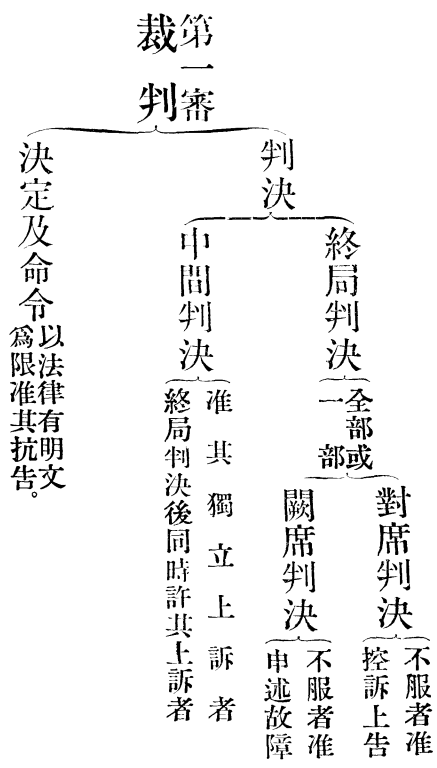 第一審
裁判
判決
終局判決
全部或
一部
對席判決
不服者准
控訴上告
闕席判決
不服者准
申述故障
中間判決
准其獨立上訴者
終局判決後同時許其上訴者
決定及命令
以法律有明文
爲限准其抗告。